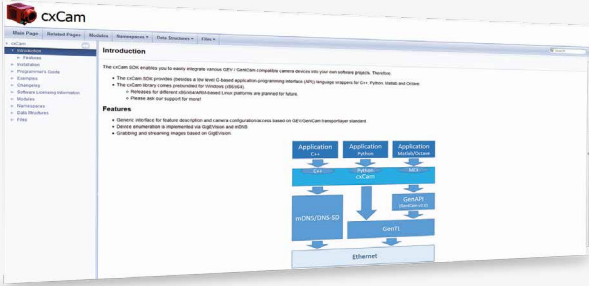 cxCam
Main Page Related Pages Modules Namespaces Data Structures Files
Search
cxCam
Introduction
Features
Installation
Programmer's Guide
Examples
Changelog
Software Licensing Information
Modules
Namespaces
Data Structures
Files
Introduction
The cxCam SDK enables you to easily integrate various GEV / GenICam compatible camera devices into your own software projects. Therefore,
The cxCam SDK provides (besides a low level C-based application programming interface (API) language wrappers for C++, Python, Matlab and Octave
The cxCam library comes prebuilded for Windows (x86/x64)
Releases for different x86/x64/ARM-based Linux platforms are planned for future.
Please ask our support for more!
Features
Generic interface for feature description and camera configuration/access based on GEV/GenICam transportlayer standard
Device enumeration is implemented via GigEVision and mDNS
Grabbing and streaming images based on GigEVision.
Application
C++
Application
Python
Application
Matlab/Octave
C++
Python
MEX
cxCam
mDNS/DNS-SD
GenAPI
GenTL
Ethernet